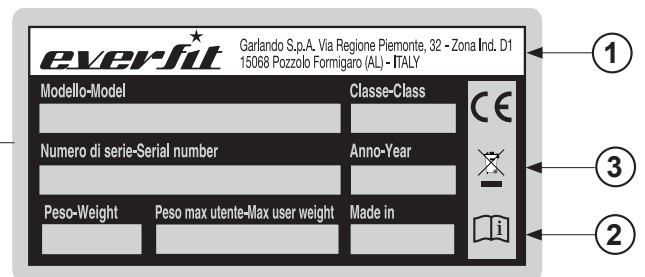 everfit
Garlando S.p.A. Via Regione Piemonte, 32 - Zona Ind. D1
15068 Pozzolo Formigaro (AL) - ITALY
1
Modello-Model Classe-Class
CE
Numero di serie-Serial number Anno-Year
3
Peso-Weight Peso max utente-Max user weight Made in
i
2